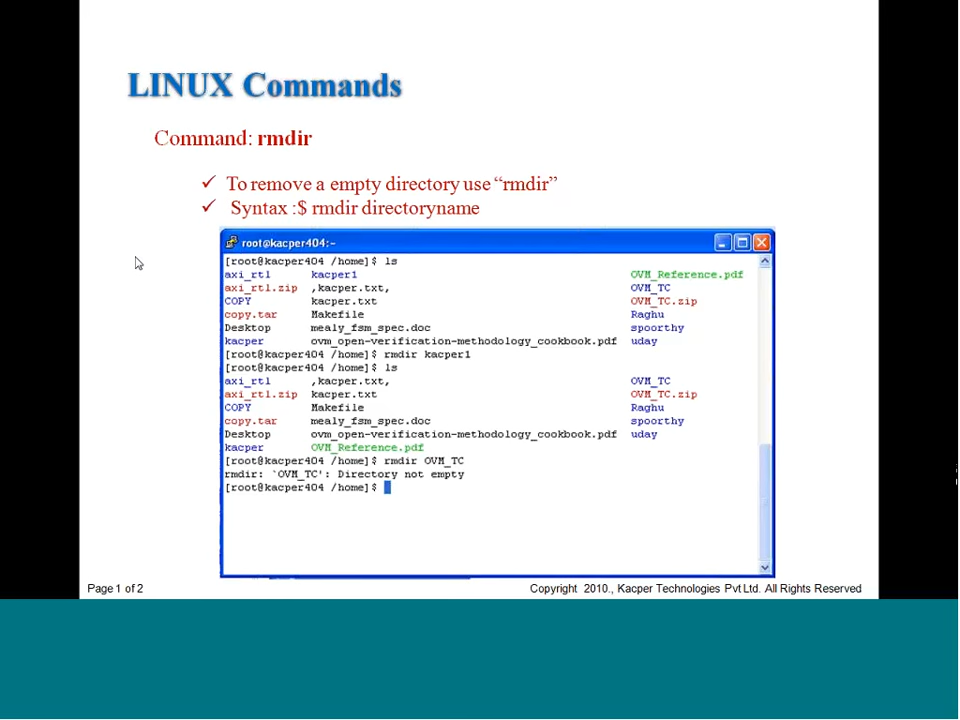 LINUX Commands
Command: rmdir
✓ To remove a empty directory use “rmdir”
✓ Syntax :$ rmdir directoryname
root@kacper404:~
[root@kacper404 /home]$ ls
axi_rtl kacper1 OVM_Reference.pdf
axi_rtl.zip ,kacper.txt, OVM_TC
COPY kacper.txt OVM_TC.zip
copy.tar Makefile Raghu
Desktop mealy_fsm_spec.doc spoorthy
kacper ovm_open-verification-methodology_cookbook.pdf uday
[root@kacper404 /home]$ rmdir kacper1
[root@kacper404 /home]$ ls
axi_rtl ,kacper.txt, OVM_TC
axi_rtl.zip kacper.txt OVM_TC.zip
COPY Makefile Raghu
copy.tar mealy_fsm_spec.doc spoorthy
Desktop ovm_open-verification-methodology_cookbook.pdf uday
kacper OVM_Reference.pdf
[root@kacper404 /home]$ rmdir OVM_TC
rmdir: `OVM_TC': Directory not empty
[root@kacper404 /home]$
Page 1 of 2 Copyright 2010., Kacper Technologies Pvt Ltd. All Rights Reserved